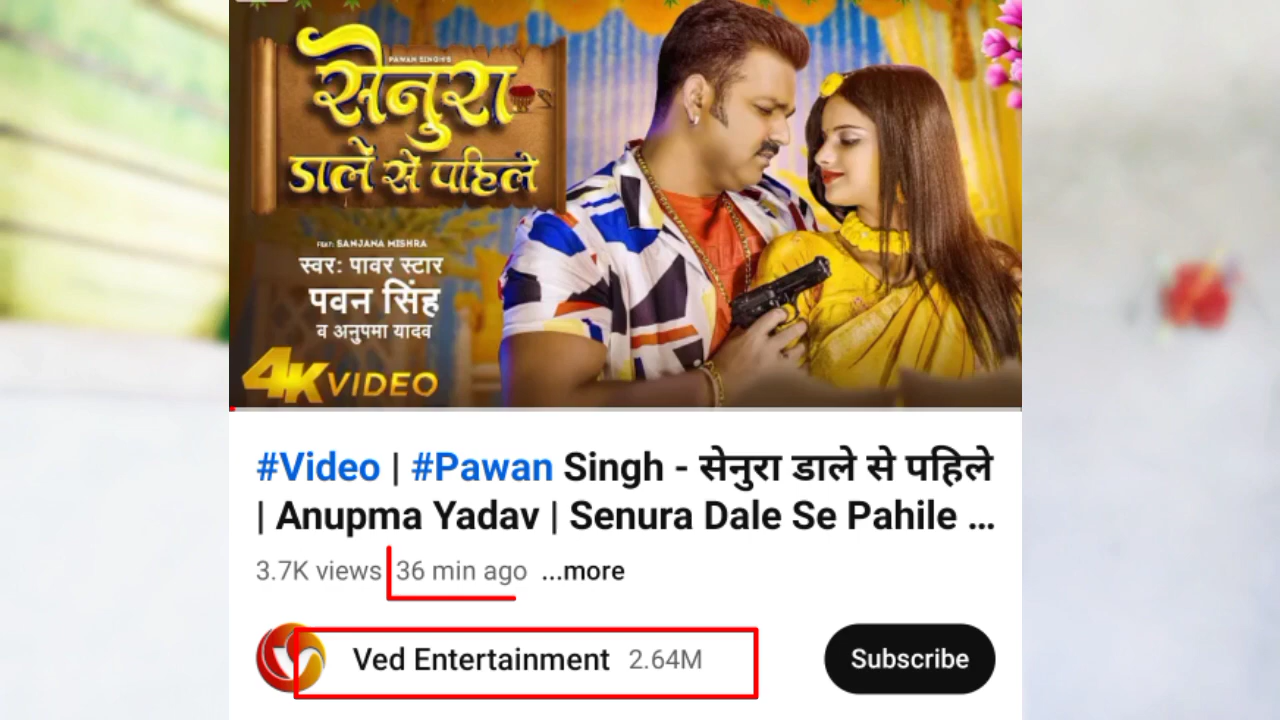 PAWAN SINGH'S
सेनुरा
डाले से पहिले
FEAT: SANJANA MISHRA
स्वर: पावर स्टार
पवन सिंह
व अनुपमा यादव
4K VIDEO
#Video | #Pawan Singh - सेनुरा डाले से पहिले
| Anupma Yadav | Senura Dale Se Pahile ...
3.7K views 36 min ago ...more
Ved Entertainment 2.64M
Subscribe